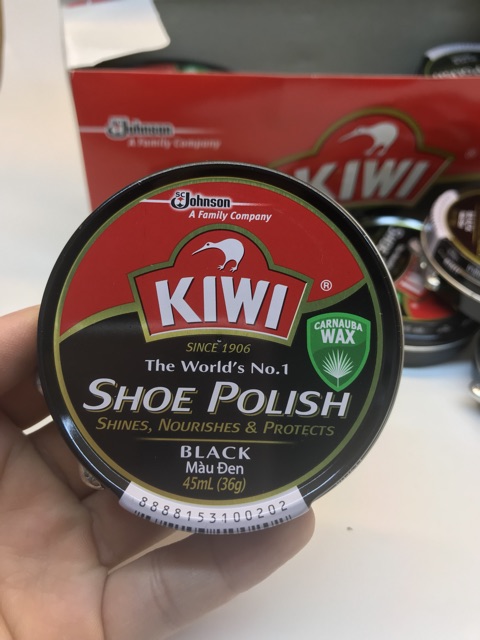 SC Johnson
A Family Company
KIWI
SC Johnson
A Family Company
KIWI
®
CARNAUBA
WAX
SINCE 1906
The World's No.1
SHOE POLISH
SHINES, NOURISHES & PROTECTS
BLACK
Màu Đen
45mL (36g)
8888153100202